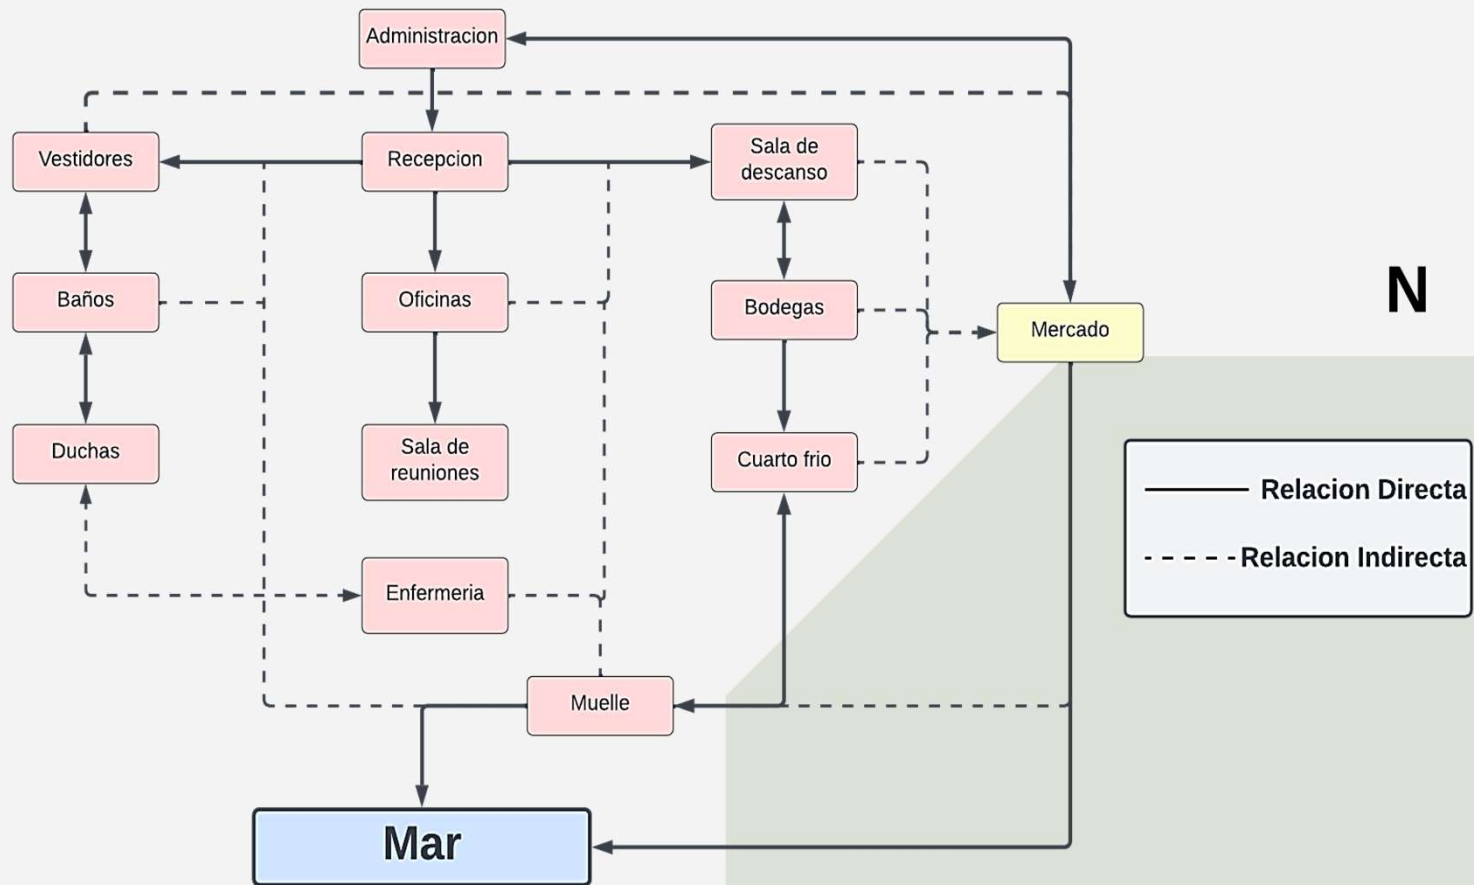 Administracion
Vestidores
Recepcion
Sala de
descanso
Baños
Oficinas
Bodegas
Mercado
N
Duchas
Sala de
reuniones
Cuarto frio
Relacion Directa
Relacion Indirecta
Enfermeria
Muelle
Mar